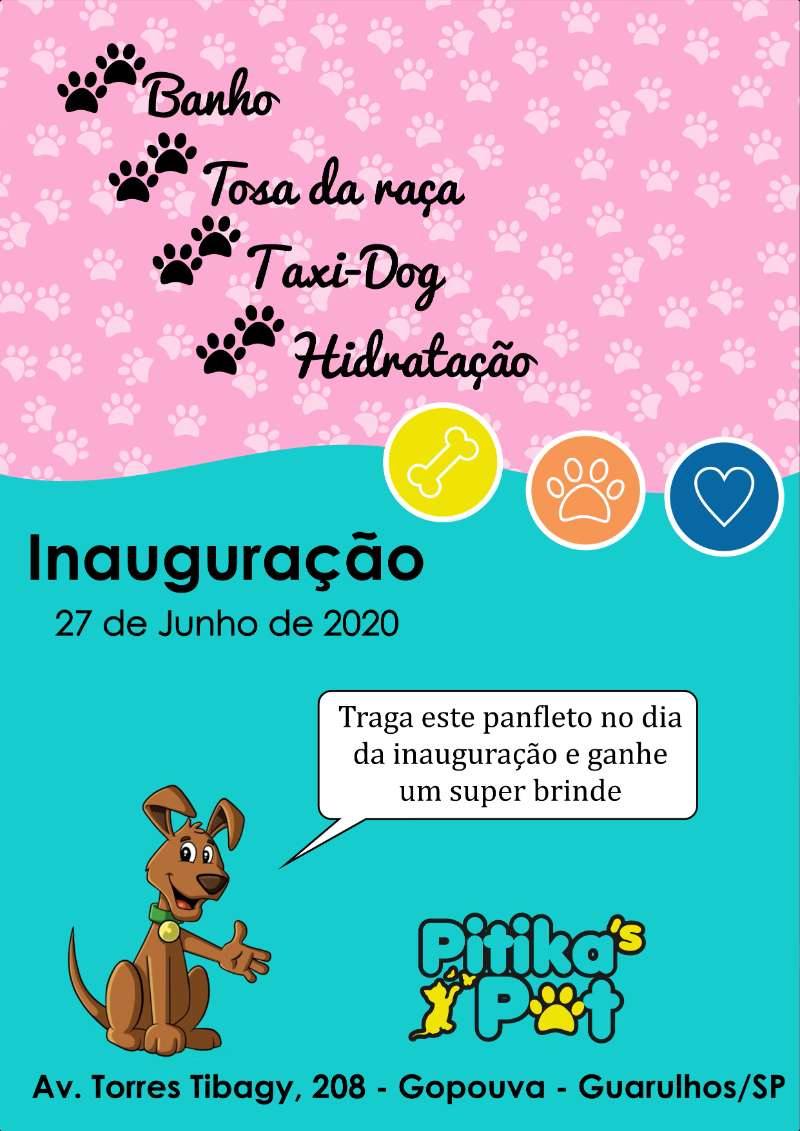 Banho
Tosa da raça
Taxi-Dog
Hidratação
Inauguração
27 de Junho de 2020
Traga este panfleto no dia
da inauguração e ganhe
um super brinde
Pitika's
Pet
Av. Torres Tibagy, 208 - Gopouva - Guarulhos/SP